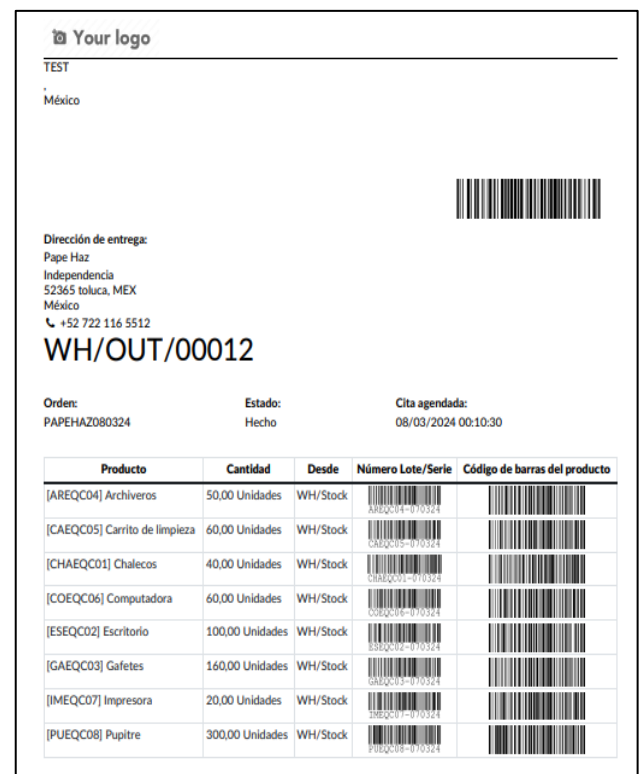 Your logo
TEST
,
México
Dirección de entrega:
Pape Haz
Independencia
52365 toluca, MEX
México
+52 722 116 5512
WH/OUT/00012
Orden: Estado: Cita agendada:
PAPEHAZ080324 Hecho 08/03/2024 00:10:30
Producto Cantidad Desde Número Lote/Serie Código de barras del producto
[AREQC04] Archiveros 50,00 Unidades WH/Stock AREQC04-070324
[CAEQC05] Carrito de limpieza 60,00 Unidades WH/Stock CAEQC05-070324
[CHAEQC01] Chalecos 40,00 Unidades WH/Stock CHAEQC01-070324
[COEQC06] Computadora 60,00 Unidades WH/Stock COEQC06-070324
[ESEQC02] Escritorio 100,00 Unidades WH/Stock ESEQC02-070324
[GAEQC03] Gafetes 160,00 Unidades WH/Stock GAEQC03-070324
[IMEQC07] Impresora 20,00 Unidades WH/Stock IMEQC07-070324
[PUEQC08] Pupitre 300,00 Unidades WH/Stock PUEQC08-070324